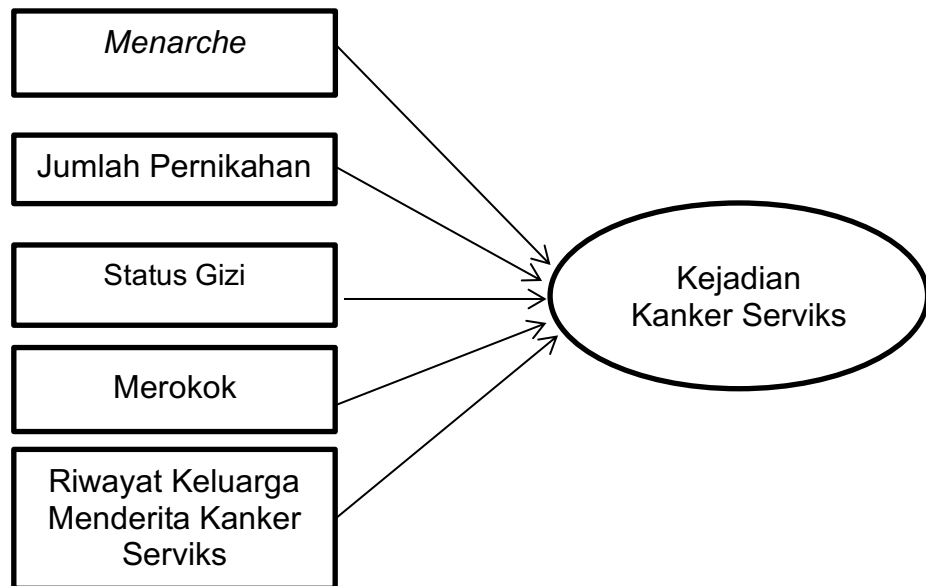 Menarche
Jumlah Pernikahan
Status Gizi
Merokok
Riwayat Keluarga
Menderita Kanker
Serviks
Kejadian
Kanker Serviks